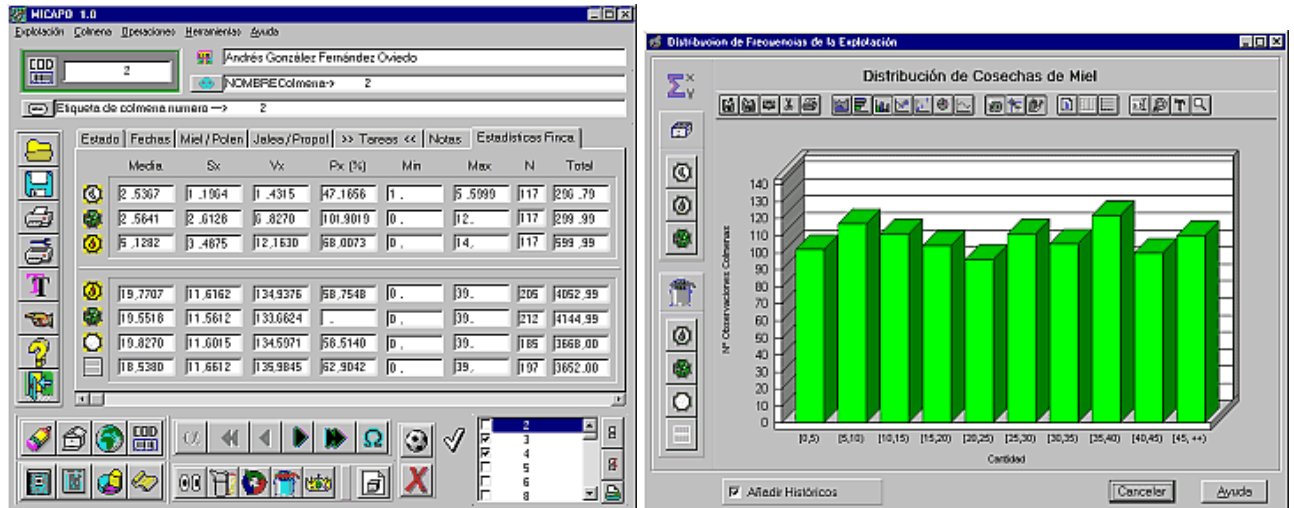 MICAPO 1.0
Explotación Colmena Operaciones Herramientas Ayuda
COD 2 Andrés González Fernández Oviedo
NOMBREColmena-> 2
Etiqueta de colmena numero --> 2
Estado Fechas Miel/Polen Jalea/Propol >> Tareas << Notas Estadísticas Finca
Media Sx Vx Px (%) Min Max N Total
2 .5367 1 .1964 1 .4315 47.1656 1 . 5 .5999 117 296 .79
2 .5641 2 .6128 6 .8270 101.9019 0 . 12. 117 299 .99
5 ,1282 3 .4875 12,1630 68,0073 0 , 14, 117 599 ,99
19,7707 11,6162 134,9376 58,7548 0 . 39. 205 4052,99
19.5518 11.5612 133.6624 . 0 , 39. 212 4144,99
19.8270 11.6015 134.5971 58.5140 0 . 39. 185 3668,00
18,5380 11,6612 135,9845 62,9042 0 . 39, 197 3652.00
COD
2
3
4
5
6
8
Distribucion de Frecuencias de la Explotación
Distribución de Cosechas de Miel
Nº Observaciones Colmenas
140
130
120
110
100
90
80
70
60
50
40
30
20
10
0
[0,5) [5,10) [10,15) [15,20) [20,25) [25,30) [30,35) [35,40) [40,45) [45, ++)
Cantidad
Añadir Históricos Cancelar Ayuda